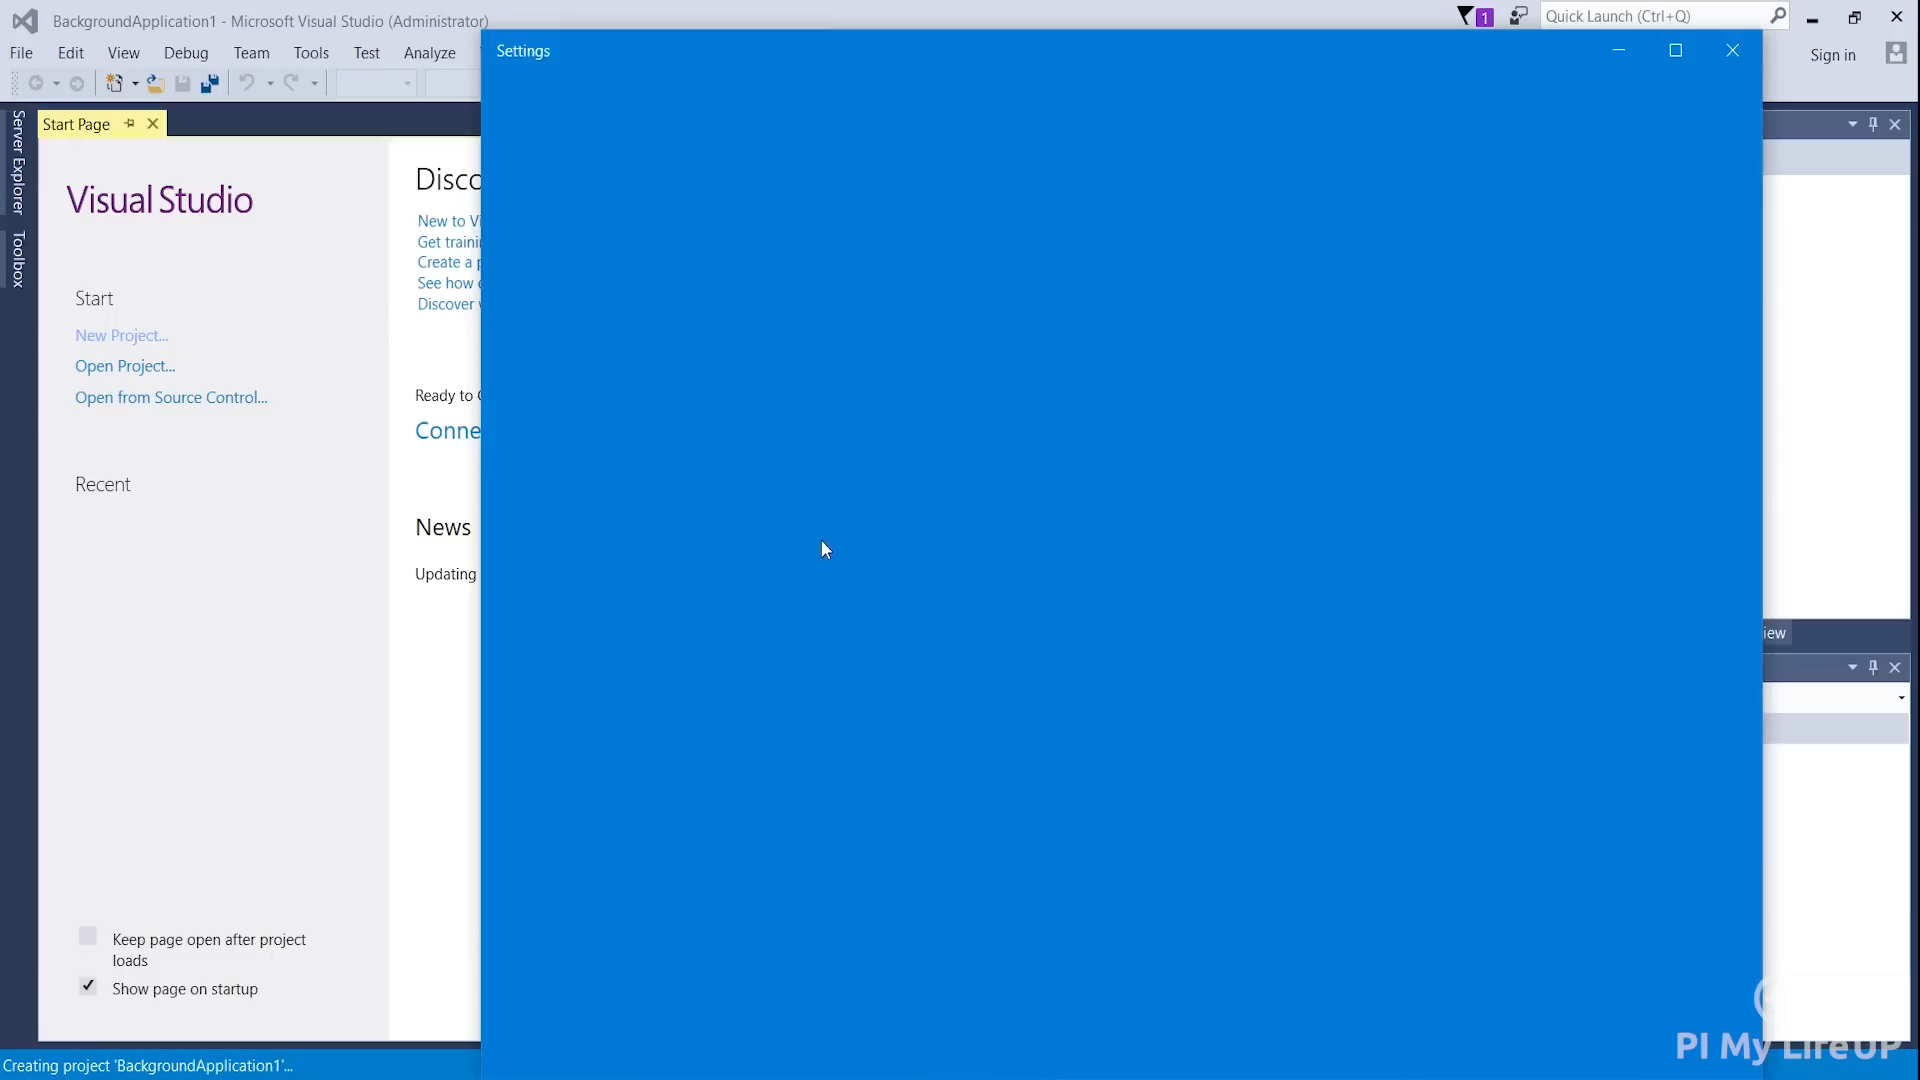 BackgroundApplication1 - Microsoft Visual Studio (Administrator)
1
Quick Launch (Ctrl+Q)
File Edit View Debug Team Tools Test Analyze
Sign in
Settings
Server Explorer
Toolbox
Start Page
Visual Studio
Start
New Project...
Open Project...
Open from Source Control...
Recent
Keep page open after project
loads
Show page on startup
Disco
New to Vi
Get traini
Create a p
See how e
Discover
Ready to
Conne
News
Updating
iew
Creating project 'BackgroundApplication1'...
PI My LifeUP